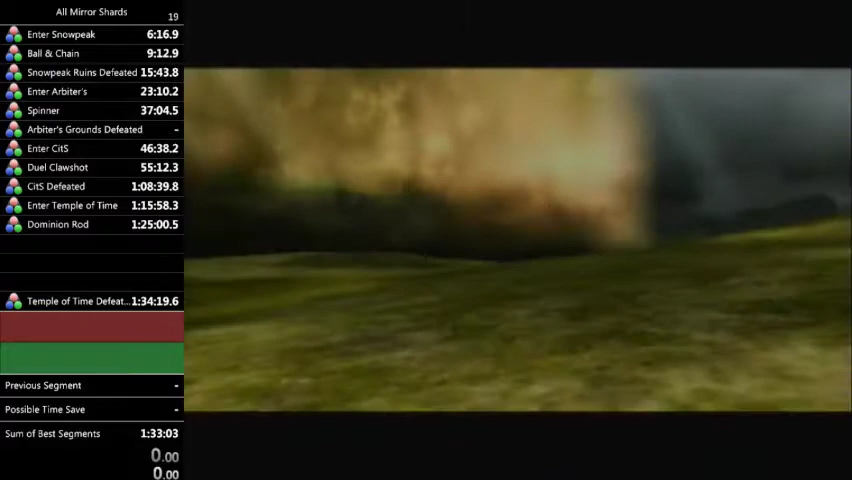 All Mirror Shards
19
Enter Snowpeak 6:16.9
Ball & Chain 9:12.9
Snowpeak Ruins Defeated 15:43.8
Enter Arbiter's 23:10.2
Spinner 37:04.5
Arbiter's Grounds Defeated -
Enter CitS 46:38.2
Duel Clawshot 55:12.3
CitS Defeated 1:08:39.8
Enter Temple of Time 1:15:58.3
Dominion Rod 1:25:00.5
Temple of Time Defeat... 1:34:19.6
Previous Segment -
Possible Time Save -
Sum of Best Segments 1:33:03
0.00
0.00